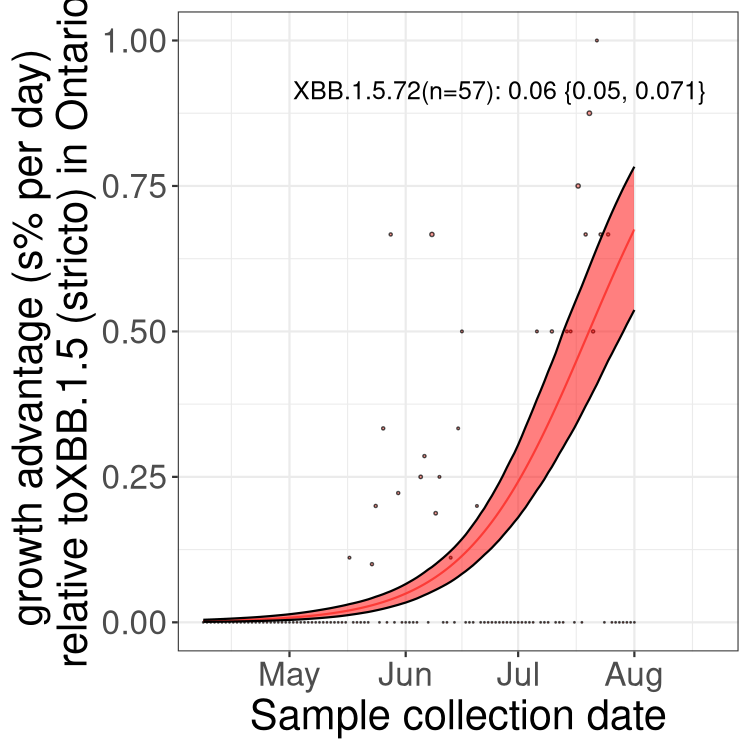 growth advantage (s% per day)
relative toXBB.1.5 (stricto) in Ontario
1.00
0.75
0.50
0.25
0.00
XBB.1.5.72(n=57): 0.06 {0.05, 0.071}
May Jun Jul Aug
Sample collection date